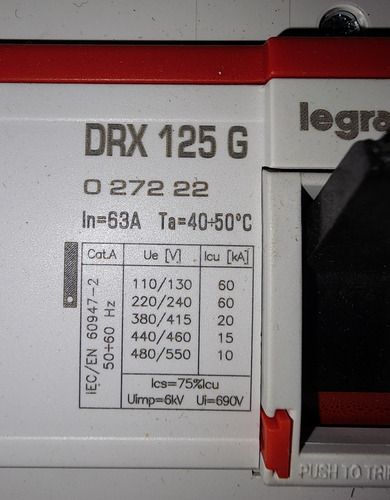 DRX 125 G
legra
0 272 22
In=63A Ta=40÷50°C
Cat.A Ue [V] Icu [kA]
IEC/EN 60947-2
50÷60 Hz
110/130 60
220/240 60
380/415 20
440/460 15
480/550 10
Ics=75%Icu
Uimp=6kV Ui=690V
PUSH TO TRI